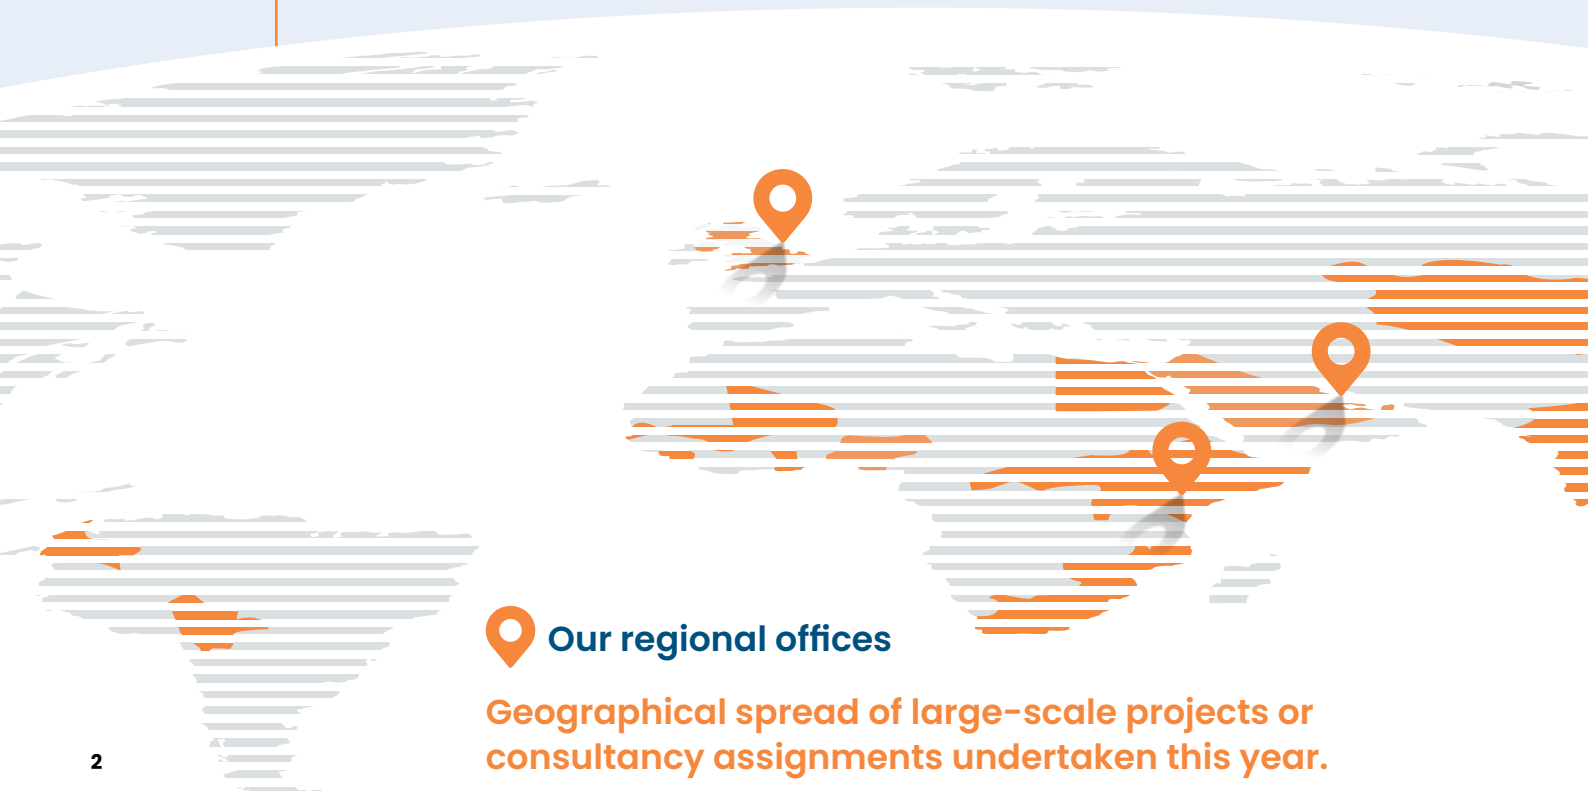 Our regional offices
Geographical spread of large-scale projects or
consultancy assignments undertaken this year.
2